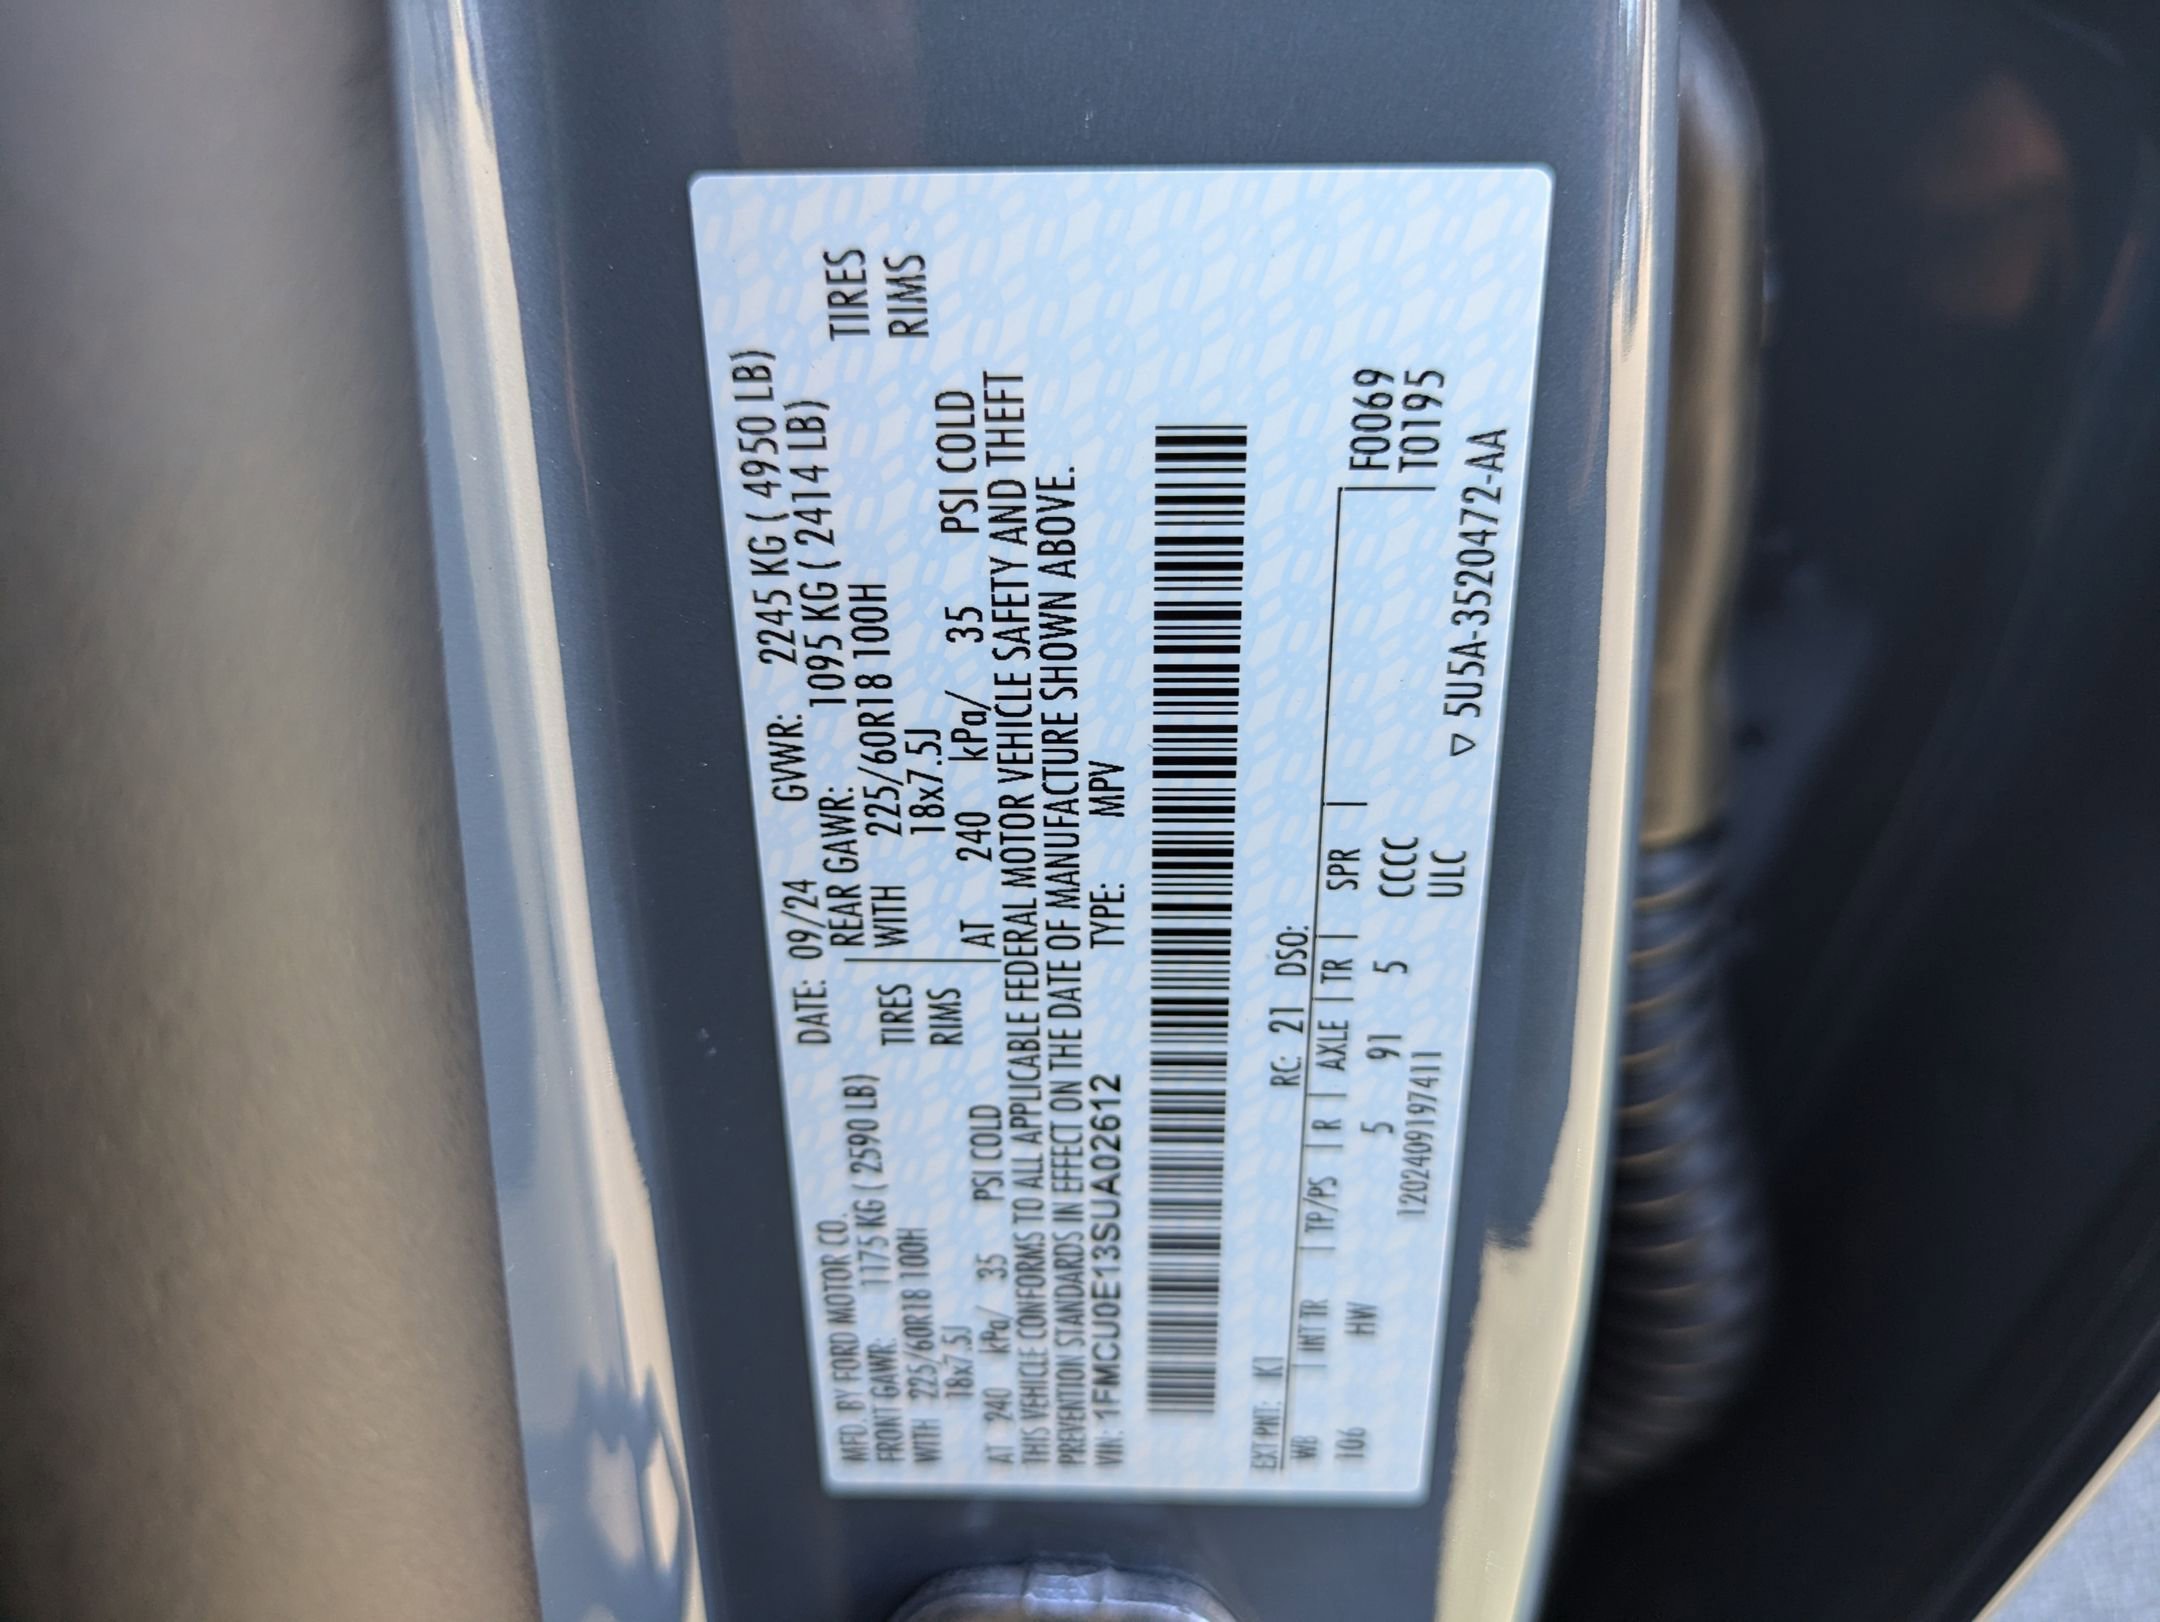 MFD. BY FORD MOTOR CO. DATE: 09/24 GVWR: 2245 KG ( 4950 LB)
FRONT GAWR: 1175 KG ( 2590 LB) REAR GAWR: 1095 KG ( 2414 LB)
WITH 225/60R18 100H TIRES WITH 225/60R18 100H TIRES
18x7.5J RIMS 18x7.5J RIMS
AT 240 kPa/ 35 PSI COLD AT 240 kPa/ 35 PSI COLD
THIS VEHICLE CONFORMS TO ALL APPLICABLE FEDERAL MOTOR VEHICLE SAFETY AND THEFT
PREVENTION STANDARDS IN EFFECT ON THE DATE OF MANUFACTURE SHOWN ABOVE.
VIN: 1FMCU0E13SUA02612 TYPE: MPV
EXT PNT: K1 RC: 21 DSO:
WB INT TR TP/PS R AXLE TR SPR F0069
106 HW 5 91 5 CCCC T0195
120240919741 1 ULC
▽ 5U5A-3520472-AA